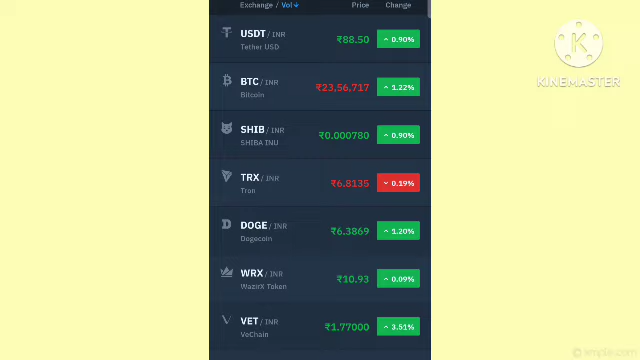 Exchange / Vol↓ Price Change
USDT / INR ₹88.50 0.90%
Tether USD
BTC / INR ₹23,56,717 1.22%
Bitcoin
SHIB / INR ₹0.000780 0.90%
SHIBA INU
TRX / INR ₹6.8135 0.19%
Tron
DOGE / INR ₹6.3869 1.20%
Dogecoin
WRX / INR ₹10.93 0.09%
WazirX Token
VET / INR ₹1.77000 3.51%
VeChain
K
KINEMASTER